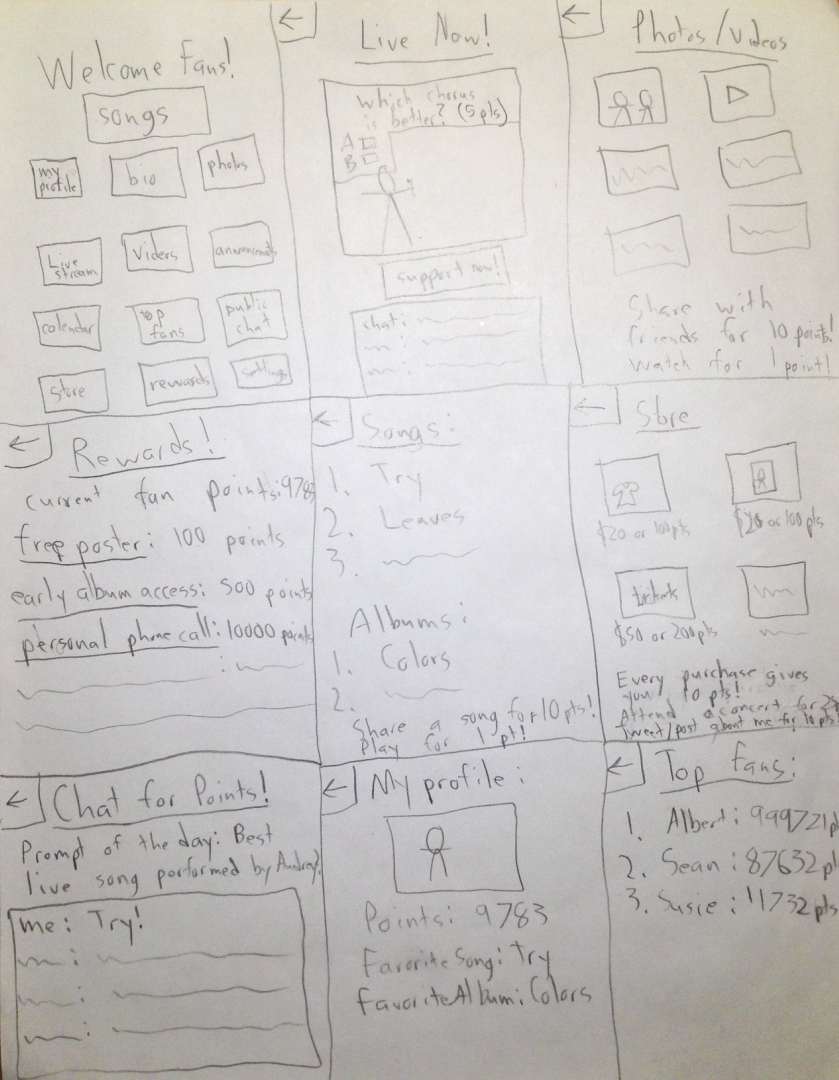 Welcome Fans!
songs
my profile
bio
photos
Live stream
Videos
announcements
calendar
top fans
public chat
store
rewards
settings
←
Live Now!
which chorus
is better? (5 pts)
A
B
support now!
chat:
←
Photos/Videos
Share with
friends for 10 points!
Watch for 1 point!
←
Rewards!
current fan points: 9783
free poster: 100 points
early album access: 500 points
personal phone call: 10000 points
←
Songs:
1. Try
2. Leaves
3.
Albums:
1. Colors
2.
Share a song for 10 pts!
Play for 1 pt!
←
Store
$20 or 100 pts
$20 or 100 pts
tickets
$50 or 200 pts
Every purchase gives
you 10 pts!
Attend a concert for
tweet/post about me for 10 pts!
←
Chat for Points!
Prompt of the day: Best
live song performed by Audrey?
me: Try!
←
My profile:
Points: 9783
Favorite Song: Try
Favorite Album: Colors
←
Top fans:
1. Albert: 999721 pt
2. Sean: 87632 pt
3. Susie: 11732 pts